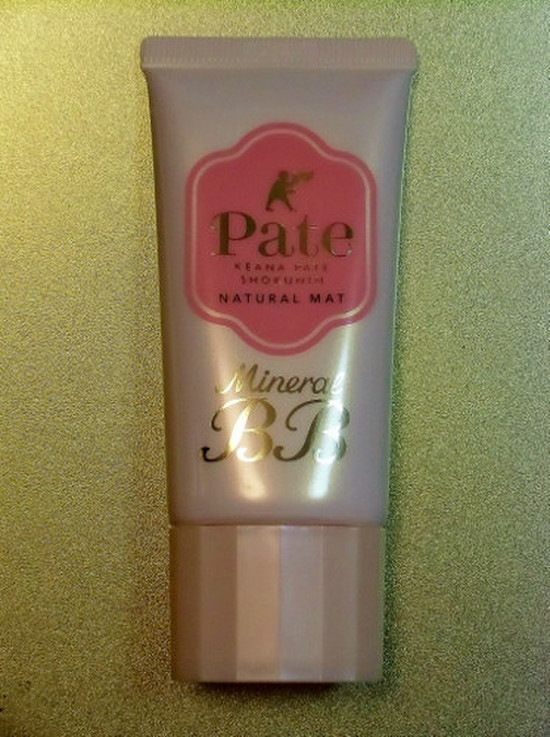 Pate
KEANA PATE
SHOKUNIN
NATURAL MAT
Mineral
BB